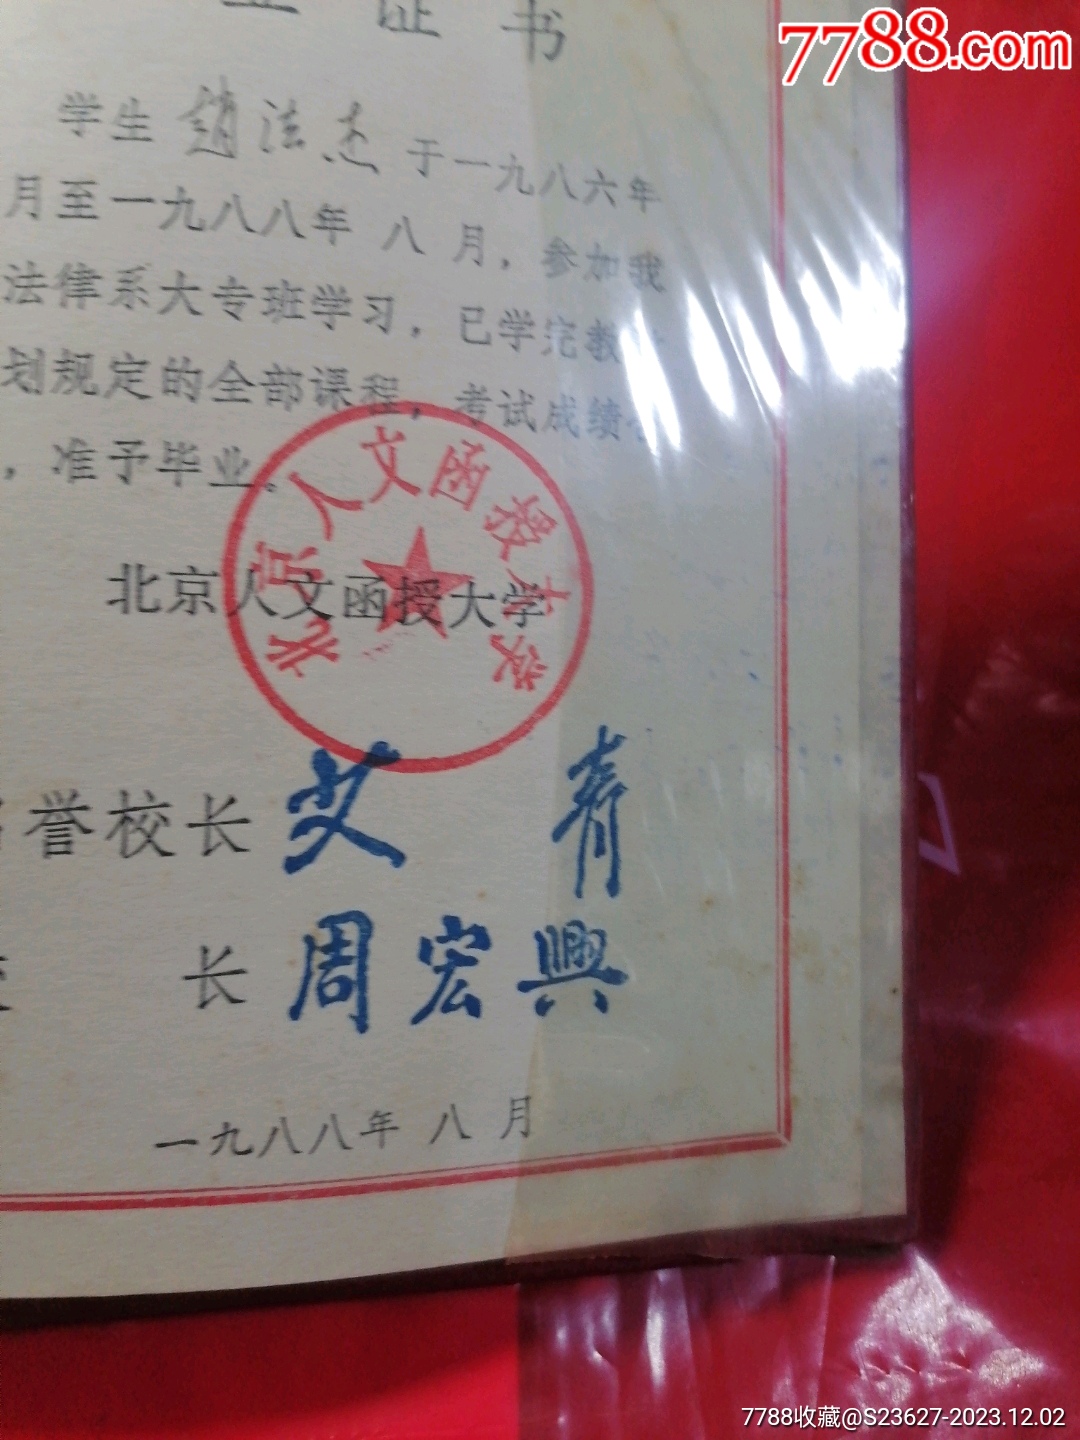 7788.com
业证书
学生 趙法杰 于一九八六年
月至一九八八年 八 月，参加我
法律系大专班学习，已学完教
划规定的全部课程，考试成绩合
，准予毕业。
北京人文函授大学
北京人文函授大学
名誉校长 艾 青
长 周宏興
一九八八年 八 月
7788收藏@S23627-2023.12.02